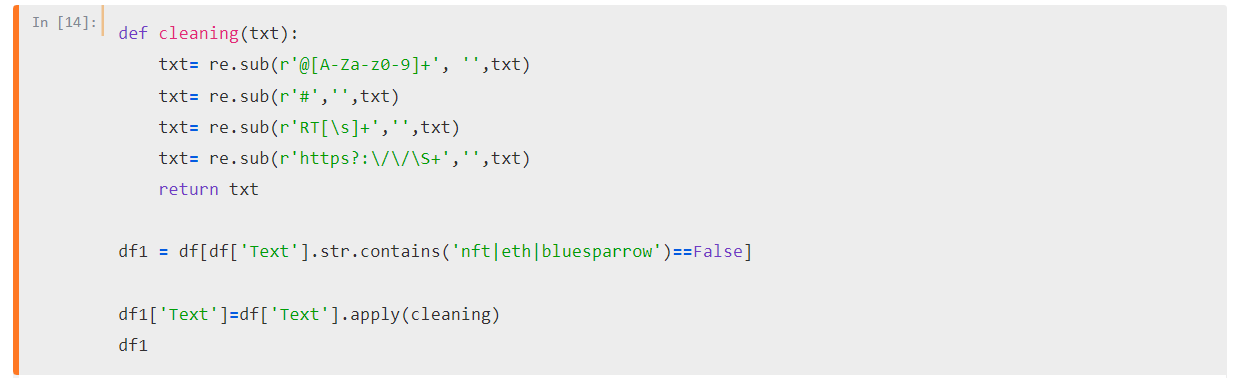 In [14]:
def cleaning(txt):
    txt= re.sub(r'@[A-Za-z0-9]+', '',txt)
    txt= re.sub(r'#','',txt)
    txt= re.sub(r'RT[\s]+','',txt)
    txt= re.sub(r'https?:\/\/\S+','',txt)
    return txt

df1 = df[df['Text'].str.contains('nft|eth|bluesparrow')==False]

df1['Text']=df['Text'].apply(cleaning)
df1